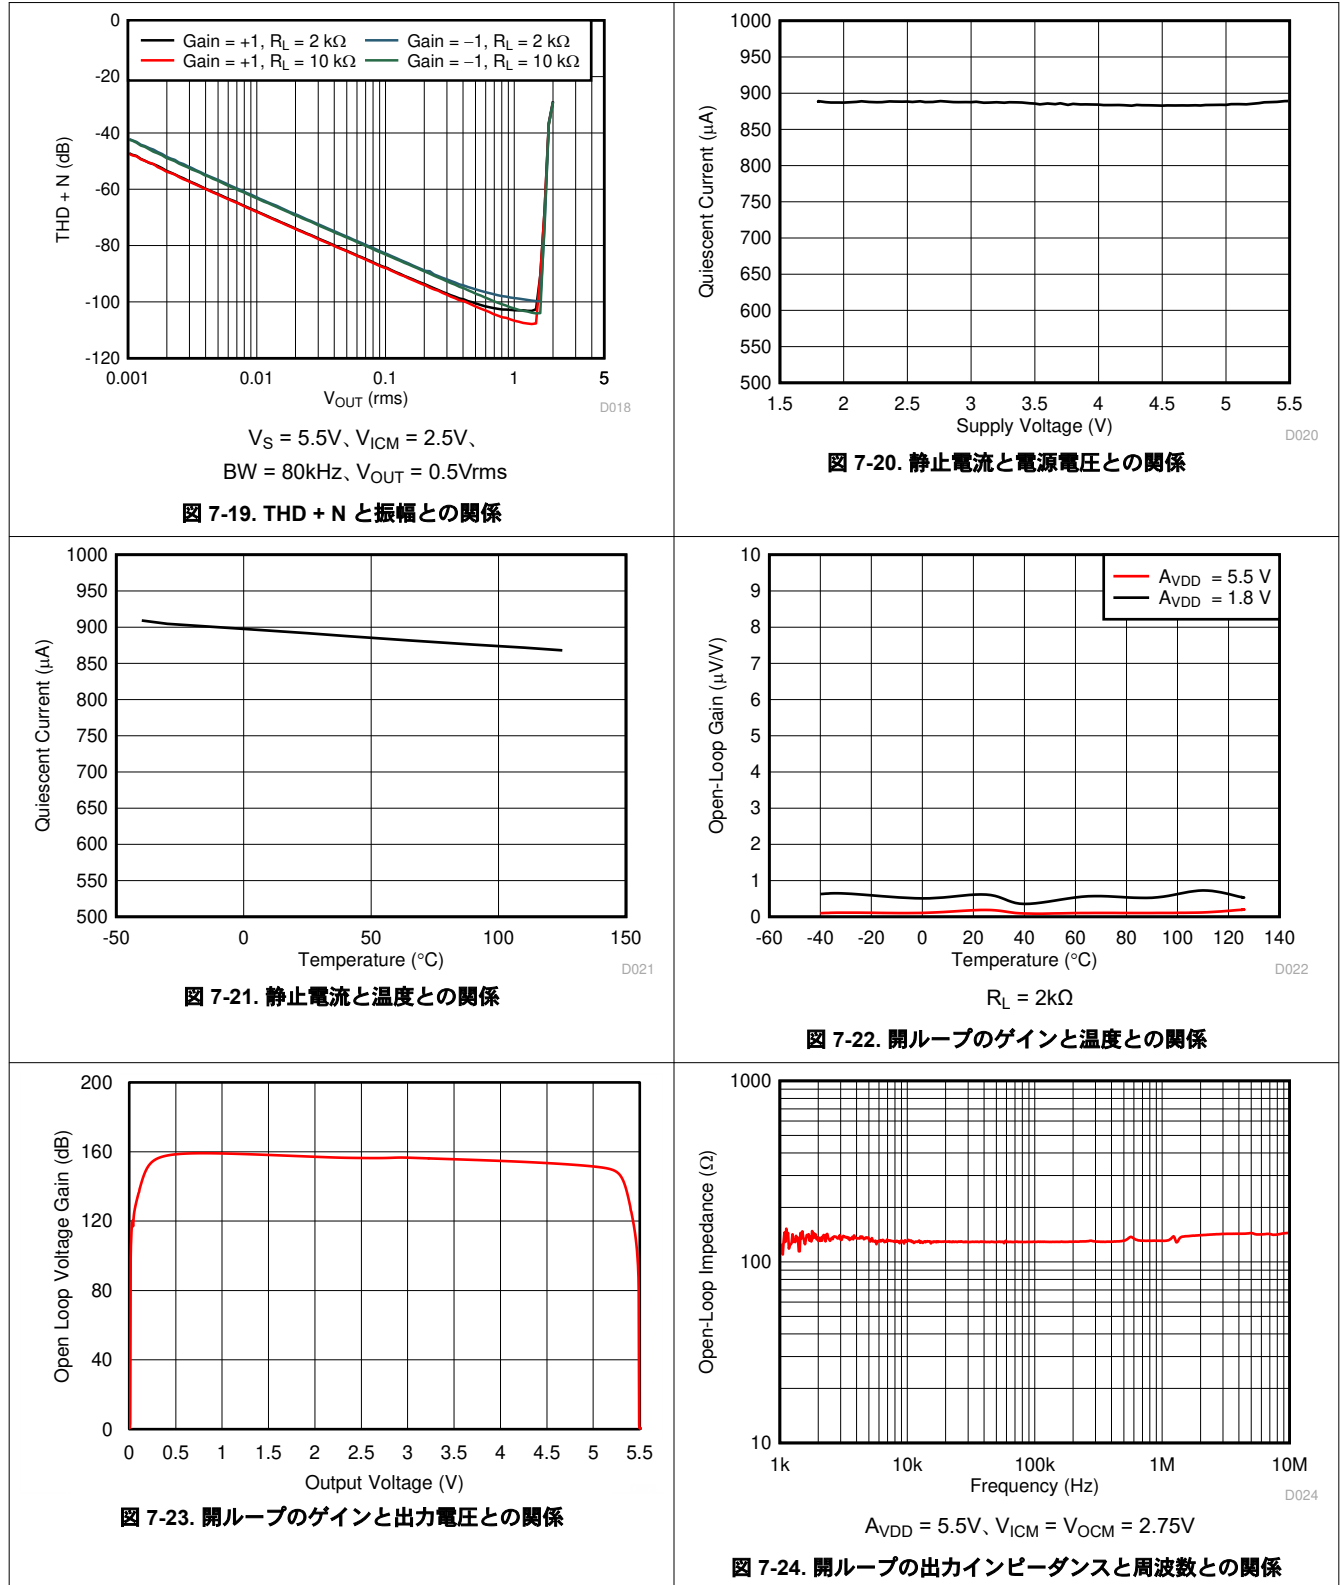 0
-20
-40
-60
-80
-100
-120
THD + N (dB)
Gain = +1, RL = 2 kΩ
Gain = +1, RL = 10 kΩ
Gain = −1, RL = 2 kΩ
Gain = −1, RL = 10 kΩ
0.001 0.01 0.1 1 5
VOUT (rms)
D018
VS = 5.5V、VICM = 2.5V、
BW = 80kHz、VOUT = 0.5Vrms
図 7-19. THD + N と振幅との関係
1000
950
900
850
800
750
700
650
600
550
500
Quiescent Current (μA)
1.5 2 2.5 3 3.5 4 4.5 5 5.5
Supply Voltage (V)
D020
図 7-20. 静止電流と電源電圧との関係
1000
950
900
850
800
750
700
650
600
550
500
Quiescent Current (μA)
-50 0 50 100 150
Temperature (°C)
D021
図 7-21. 静止電流と温度との関係
10
9
8
7
6
5
4
3
2
1
0
Open-Loop Gain (μV/V)
AVDD = 5.5 V
AVDD = 1.8 V
-60 -40 -20 0 20 40 60 80 100 120 140
Temperature (°C)
D022
RL = 2kΩ
図 7-22. 開ループのゲインと温度との関係
200
160
120
80
40
0
Open Loop Voltage Gain (dB)
0 0.5 1 1.5 2 2.5 3 3.5 4 4.5 5 5.5
Output Voltage (V)
図 7-23. 開ループのゲインと出力電圧との関係
1000
100
10
Open-Loop Impedance (Ω)
1k 10k 100k 1M 10M
Frequency (Hz)
D024
AVDD = 5.5V、VICM = VOCM = 2.75V
図 7-24. 開ループの出力インピーダンスと周波数との関係